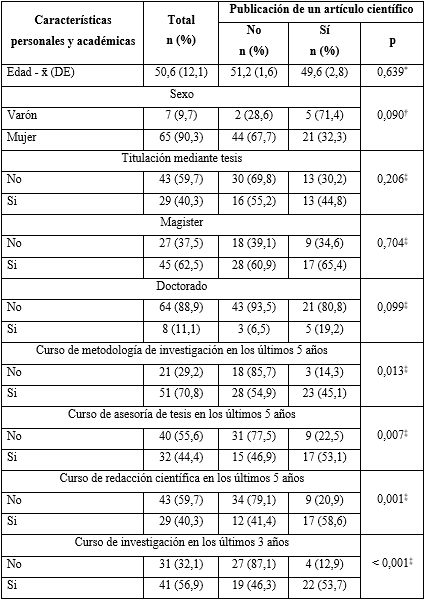 Características personales y académicas
Total n (%)
Publicación de un artículo científico
No n (%)
Sí n (%)
p
Edad - x̄ (DE) 50,6 (12,1) 51,2 (1,6) 49,6 (2,8) 0,639*
Sexo
Varón 7 (9,7) 2 (28,6) 5 (71,4) 0,090†
Mujer 65 (90,3) 44 (67,7) 21 (32,3)
Titulación mediante tesis
No 43 (59,7) 30 (69,8) 13 (30,2) 0,206‡
Si 29 (40,3) 16 (55,2) 13 (44,8)
Magister
No 27 (37,5) 18 (39,1) 9 (34,6) 0,704‡
Si 45 (62,5) 28 (60,9) 17 (65,4)
Doctorado
No 64 (88,9) 43 (93,5) 21 (80,8) 0,099‡
Si 8 (11,1) 3 (6,5) 5 (19,2)
Curso de metodología de investigación en los últimos 5 años
No 21 (29,2) 18 (85,7) 3 (14,3) 0,013‡
Si 51 (70,8) 28 (54,9) 23 (45,1)
Curso de asesoría de tesis en los últimos 5 años
No 40 (55,6) 31 (77,5) 9 (22,5) 0,007‡
Si 32 (44,4) 15 (46,9) 17 (53,1)
Curso de redacción científica en los últimos 5 años
No 43 (59,7) 34 (79,1) 9 (20,9) 0,001‡
Si 29 (40,3) 12 (41,4) 17 (58,6)
Curso de investigación en los últimos 3 años
No 31 (32,1) 27 (87,1) 4 (12,9) < 0,001‡
Si 41 (56,9) 19 (46,3) 22 (53,7)